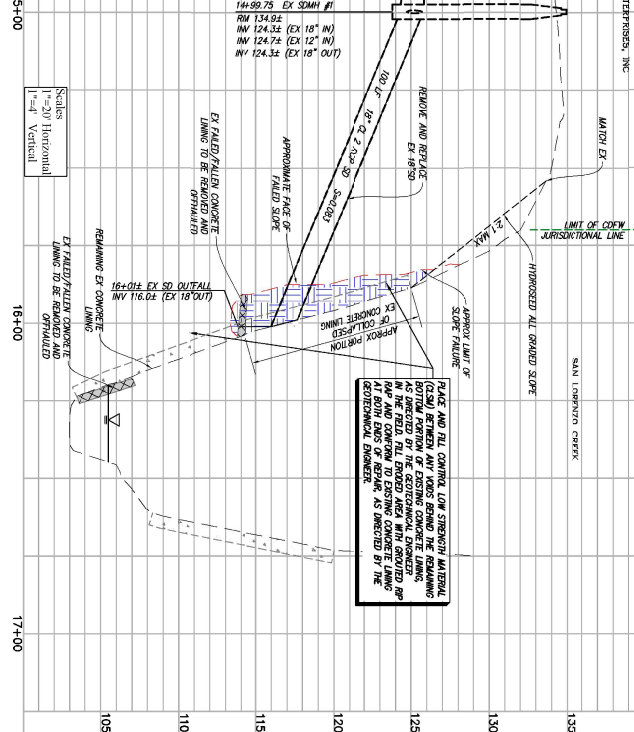 TERPRISES, INC
14+99.75 EX SDMH #1
RIM 134.9±
INV 124.3± (EX 18" IN)
INV 124.7± (EX 12" IN)
INV 124.3± (EX 18" OUT)
5+00
Scales
1"=20' Horizontal
1"=4' Vertical
100 LF 18" CL 2 RCP SD S=0.083
REMOVE AND REPLACE
EX 18"SD
MATCH EX
LIMIT OF CDFW
JURISDICTIONAL LINE
2:1 MAX
HYDROSEED ALL GRADED SLOPE
APPROXIMATE FACE OF
FAILED SLOPE
EX FAILED/FALLEN CONCRETE
LINING TO BE REMOVED AND
OFFHAULED
APPROX LIMIT OF
SLOPE FAILURE
APPROX PORTION
OF COLLAPSED
EX CONCRETE LINING
16+01± EX SD OUTFALL
INV 116.0± (EX 18"OUT)
16+00
REMAINING EX CONCRETE
LINING
EX FAILED/FALLEN CONCRETE
LINING TO BE REMOVED AND
OFFHAULED
SAN LORENZO CREEK
PLACE AND FILL CONTROL LOW STRENGTH MATERIAL
(CLSM) BETWEEN ANY VOIDS BEHIND THE REMAINING
BOTTOM PORTION OF EXISTING CONCRETE LINING,
AS DIRECTED BY THE GEOTECHNICAL ENGINEER
IN THE FIELD. FILL ERODED AREA WITH GROUTED RIP
RAP AND CONFORM TO EXISTING CONCRETE LINING
AT BOTH ENDS OF REPAIR, AS DIRECTED BY THE
GEOTECHNICAL ENGINEER.
17+00
105
110
115
120
125
130
135